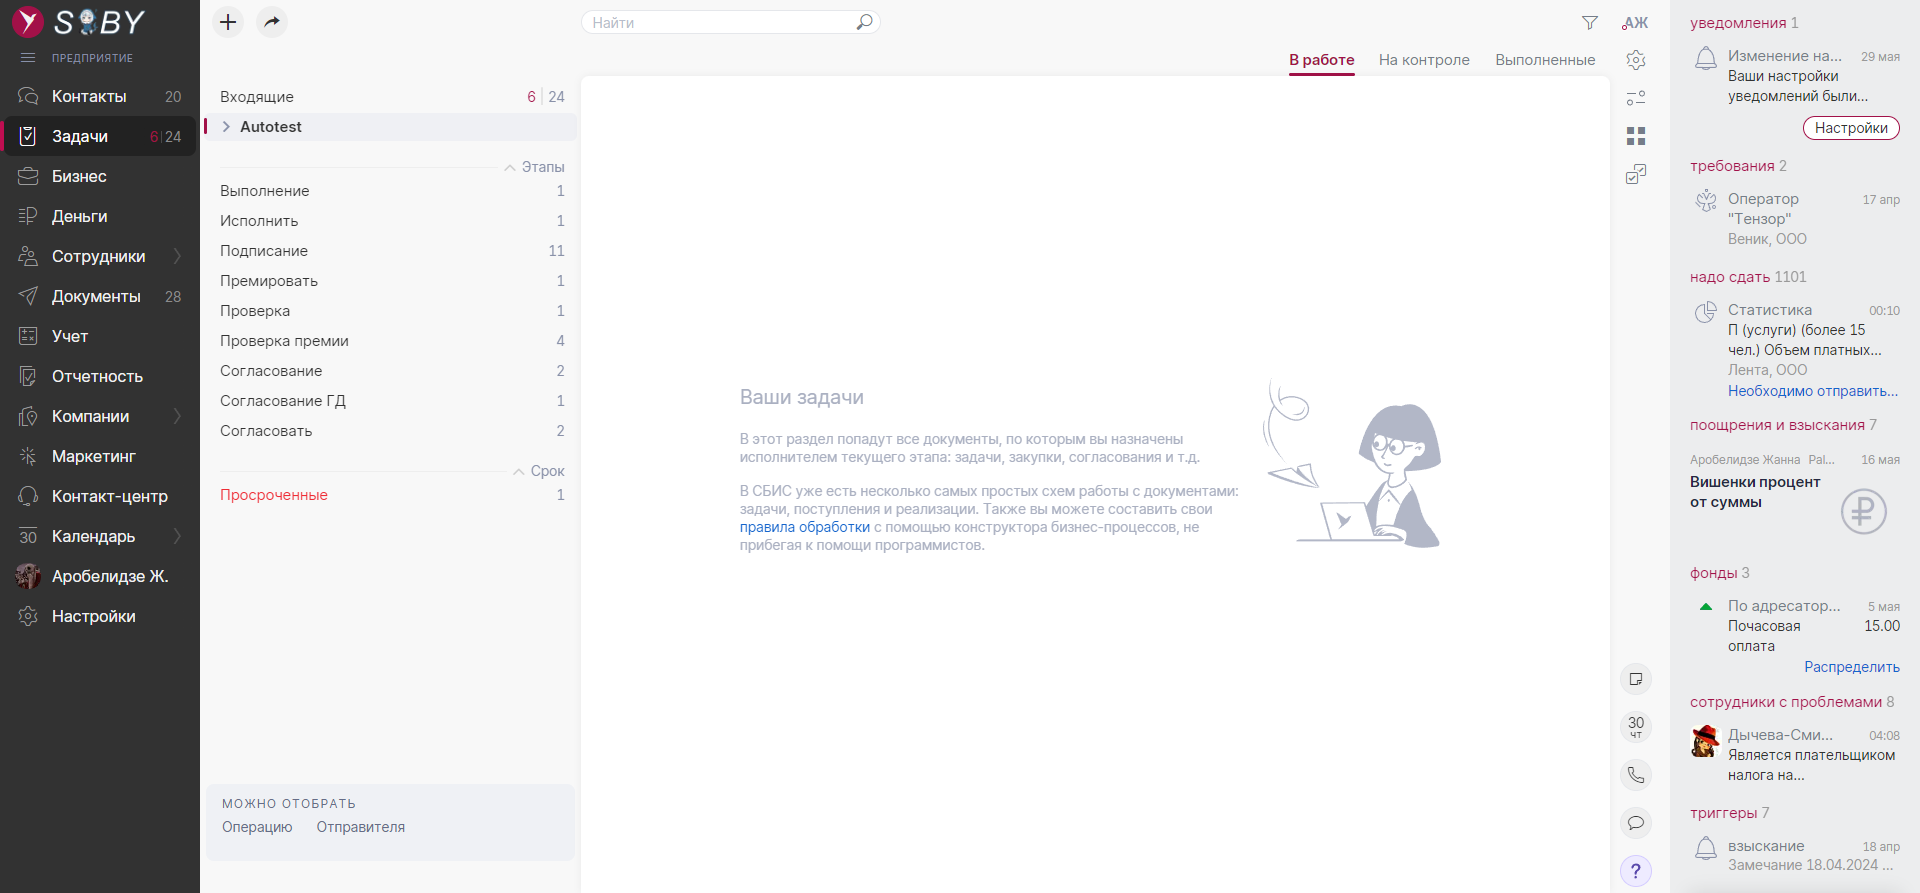 SBY
ПРЕДПРИЯТИЕ
Контакты 20
Задачи 6|24
Бизнес
Деньги
Сотрудники
Документы 28
Учет
Отчетность
Компании
Маркетинг
Контакт-центр
30 Календарь
Аробелидзе Ж.
Настройки
Найти
АЖ
В работе На контроле Выполненные
Входящие 6 | 24
Autotest
Этапы
Выполнение 1
Исполнить 1
Подписание 11
Премировать 1
Проверка 1
Проверка премии 4
Согласование 2
Согласование ГД 1
Согласовать 2
Срок
Просроченные 1
МОЖНО ОТОБРАТЬ
Операцию Отправителя
Ваши задачи
В этот раздел попадут все документы, по которым вы назначены
исполнителем текущего этапа: задачи, закупки, согласования и т.д.
В СБИС уже есть несколько самых простых схем работы с документами:
задачи, поступления и реализации. Также вы можете составить свои
правила обработки с помощью конструктора бизнес-процессов, не
прибегая к помощи программистов.
30
чт
?
уведомления 1
Изменение на... 29 мая
Ваши настройки
уведомлений были...
Настройки
требования 2
Оператор 17 апр
"Тензор"
Веник, ООО
надо сдать 1101
Статистика 00:10
П (услуги) (более 15
чел.) Объем платных...
Лента, ООО
Необходимо отправить...
поощрения и взыскания 7
Аробелидзе Жанна Pal... 16 мая
Вишенки процент
от суммы
фонды 3
По адресатор... 5 мая
Почасовая 15.00
оплата
Распределить
сотрудники с проблемами 8
Дычева-Сми... 04:08
Является плательщиком
налога на...
триггеры 7
взыскание 18 апр
Замечание 18.04.2024 ...